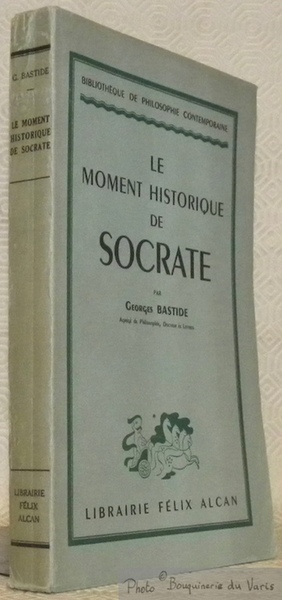 G. BASTIDE
LE MOMENT
HISTORIQUE
DE SOCRATE
LIBRAIRIE
FÉLIX
ALCAN
BIBLIOTHÈQUE DE PHILOSOPHIE CONTEMPORAINE
LE
MOMENT HISTORIQUE
DE
SOCRATE
PAR
GEORGES BASTIDE
Agrégé de Philosophie, Docteur ès Lettres
LIBRAIRIE FÉLIX ALCAN
Photo © Bouquinerie du Varis